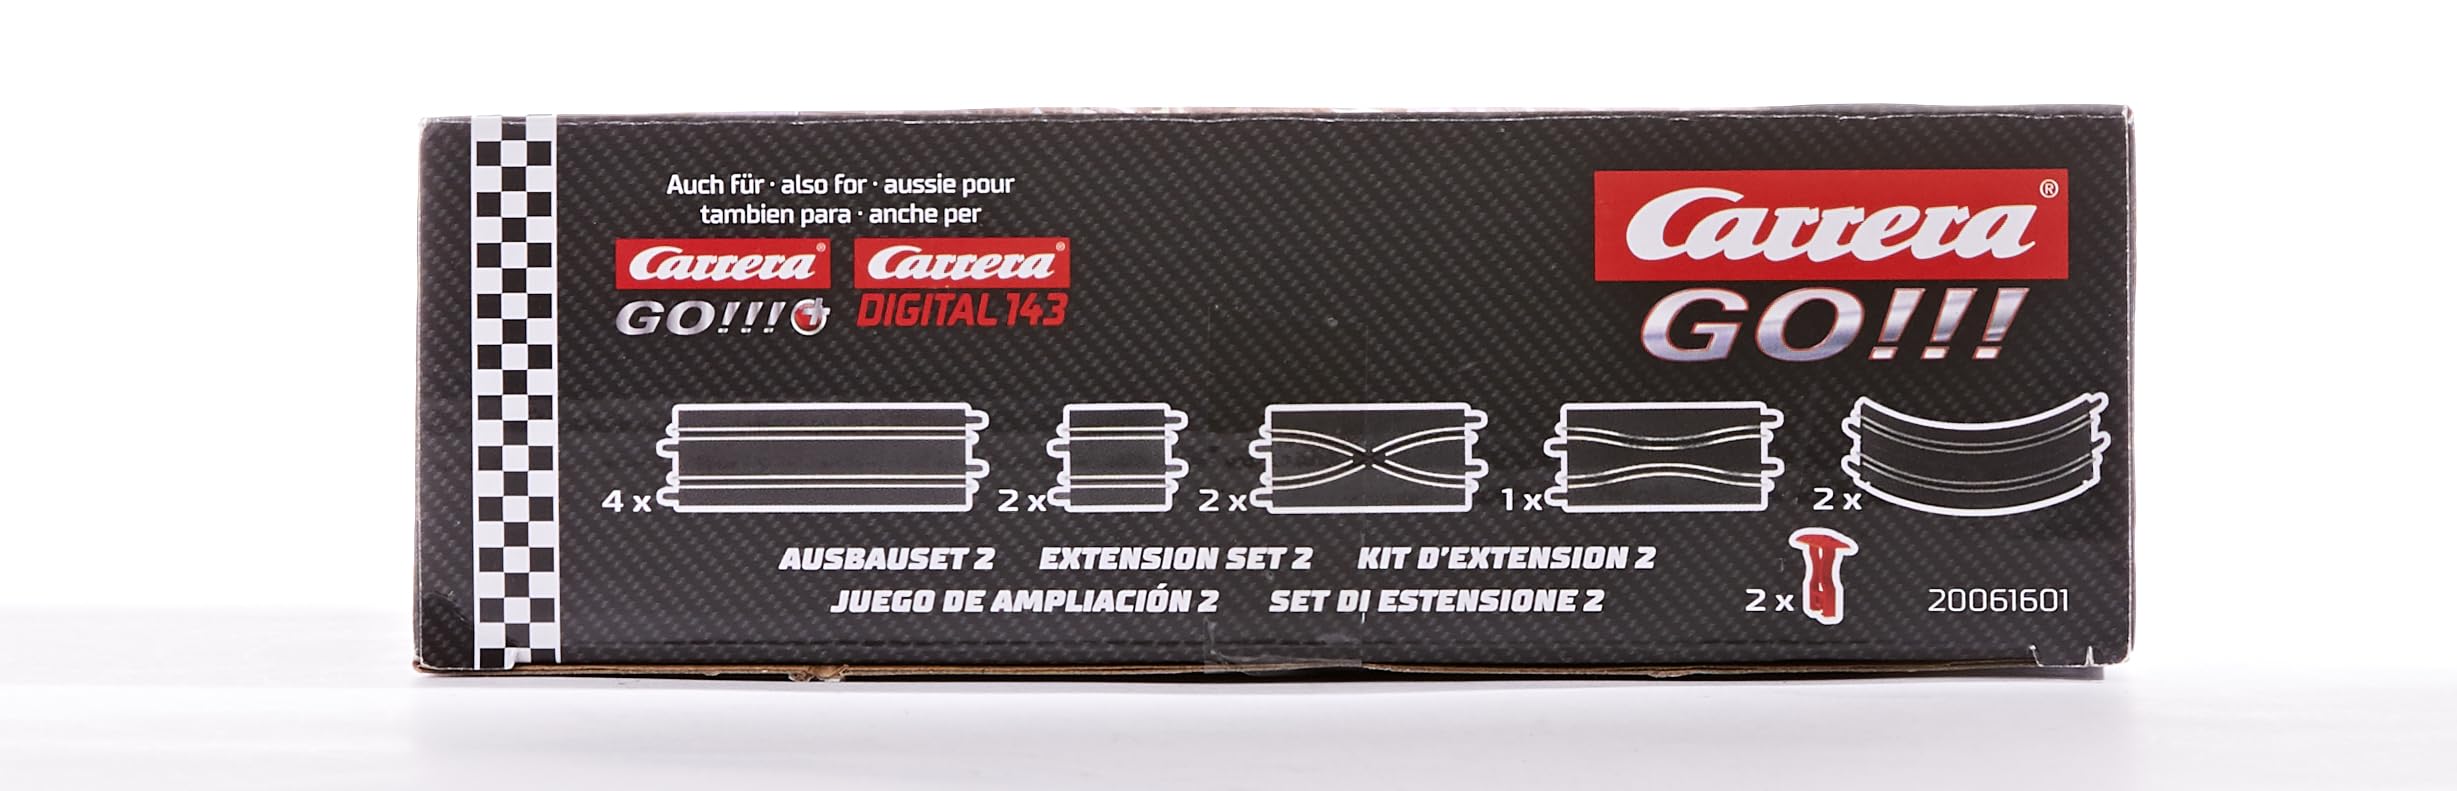 Auch für · also for · aussie pour
tambien para · anche per
Carrera®
GO!!!+
Carrera®
DIGITAL 143
Carrera®
GO!!!
4 x
2 x
2 x
1 x
2 x
AUSBAUSET 2 EXTENSION SET 2 KIT D'EXTENSION 2
JUEGO DE AMPLIACIÓN 2 SET DI ESTENSIONE 2
2 x
20061601